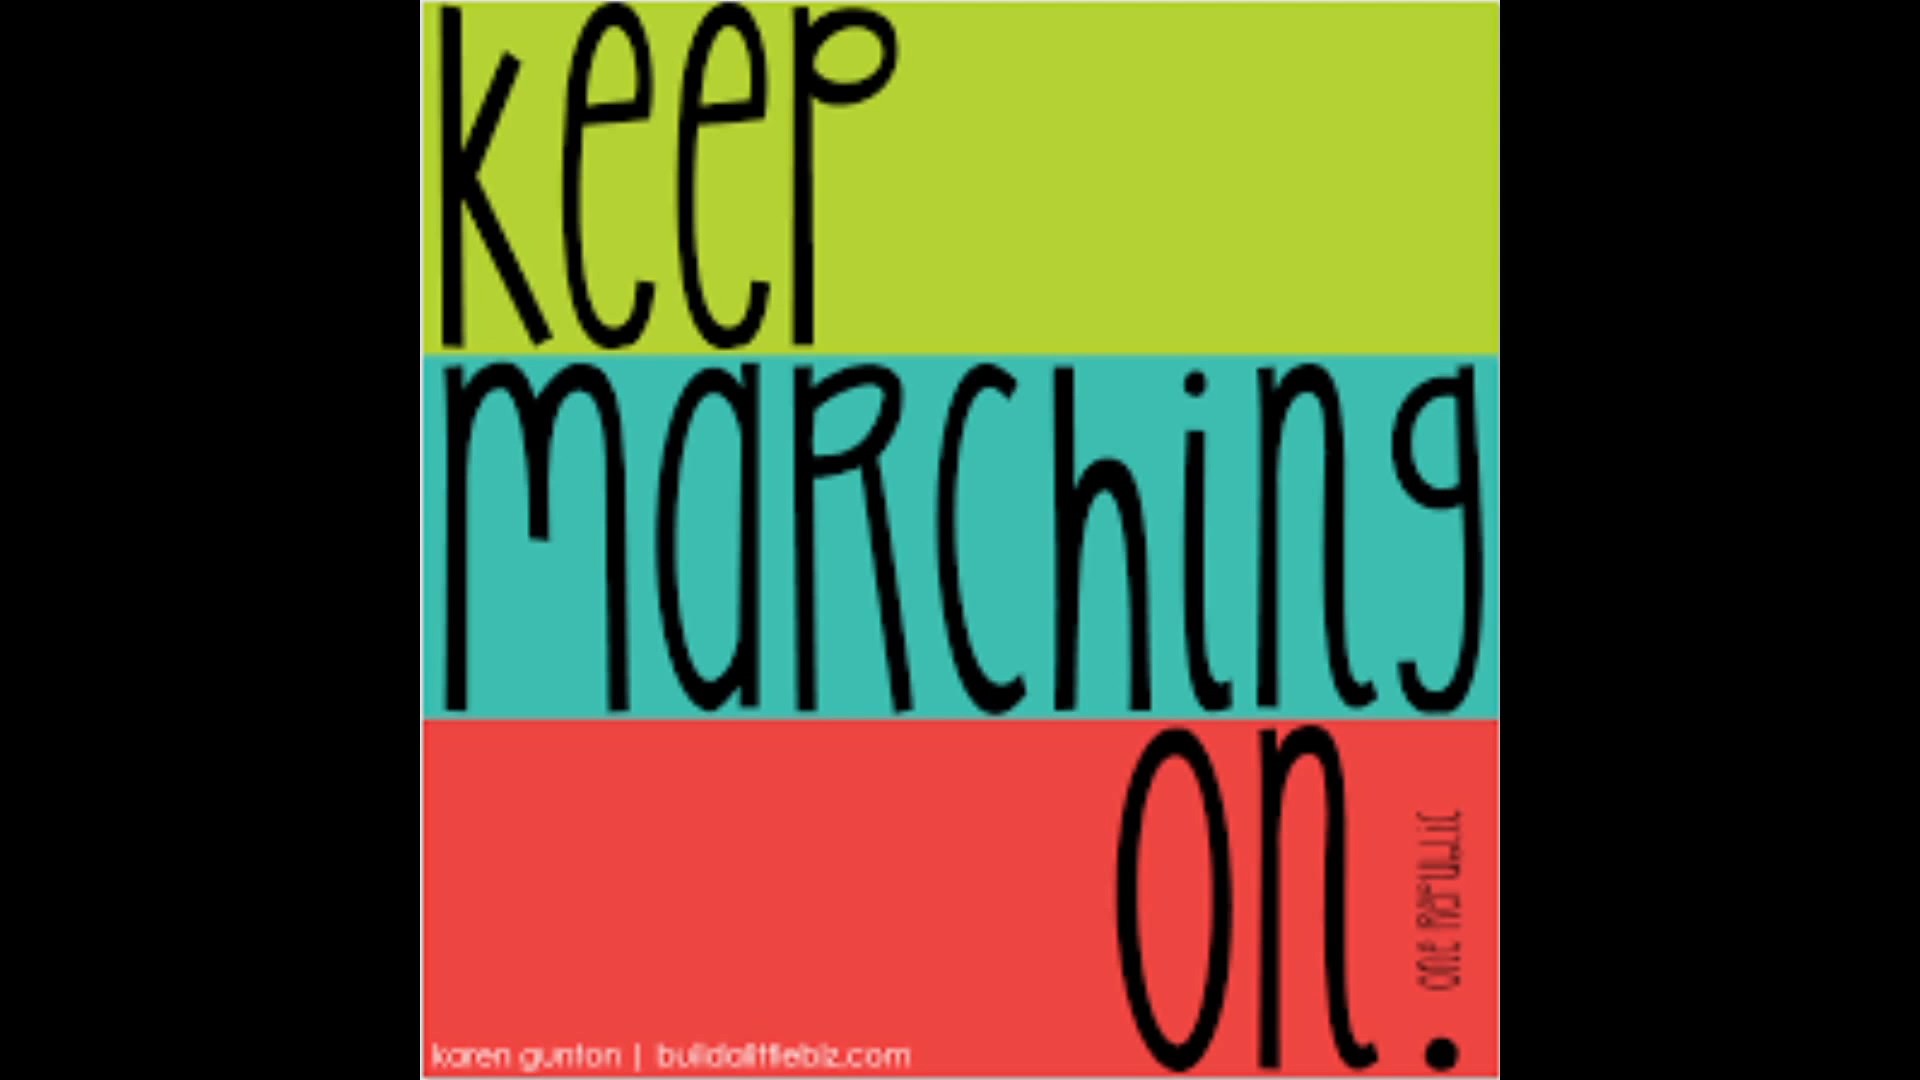 keep
marching
on.
one republic
karen gunton | buildalittlebiz.com